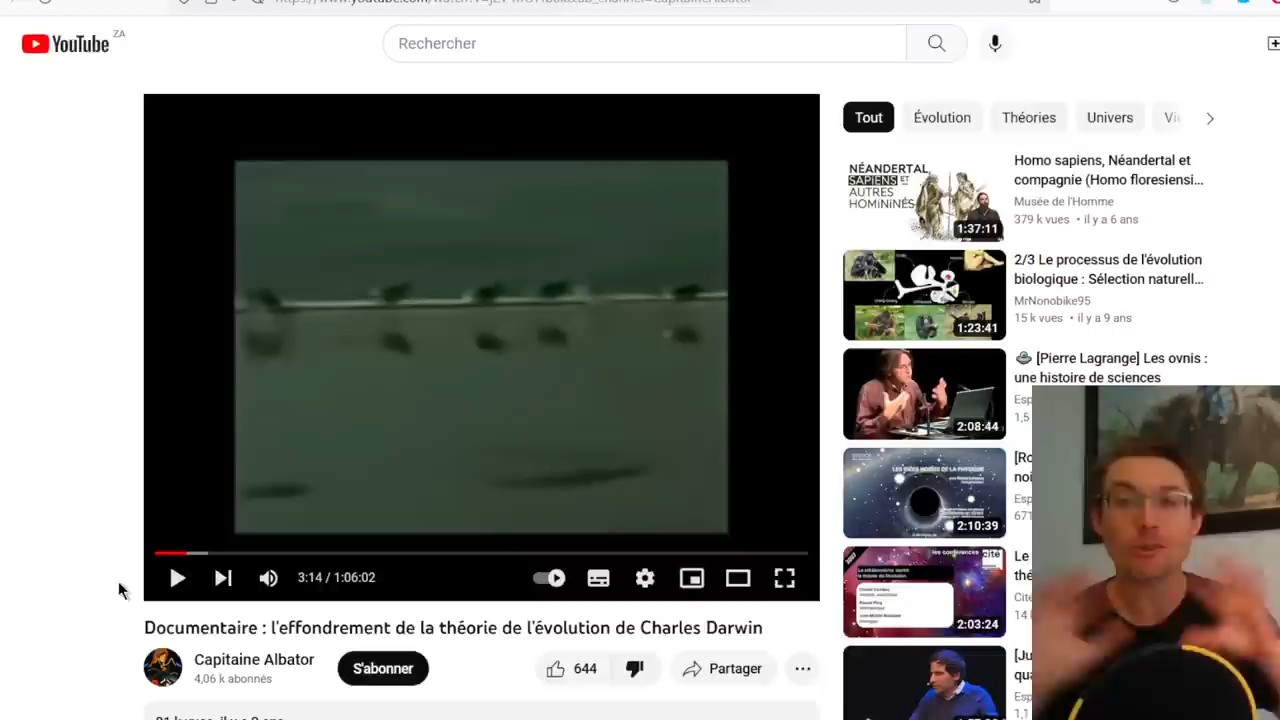 YouTube ZA
Rechercher
Tout
Évolution
Théories
Univers
NÉANDERTAL,
SAPIENS ET
AUTRES
HOMININÉS
1:37:11
Homo sapiens, Néandertal et
compagnie (Homo floresiensi...
Musée de l'Homme
379 k vues • il y a 6 ans
1:23:41
2/3 Le processus de l'évolution
biologique : Sélection naturell...
MrNonobike95
15 k vues • il y a 9 ans
2:08:44
[Pierre Lagrange] Les ovnis :
une histoire de sciences
2:10:39
2:03:24
3:14 / 1:06:02
Documentaire : l'effondrement de la théorie de l'évolution de Charles Darwin
Capitaine Albator
4,06 k abonnés
S'abonner
644
Partager